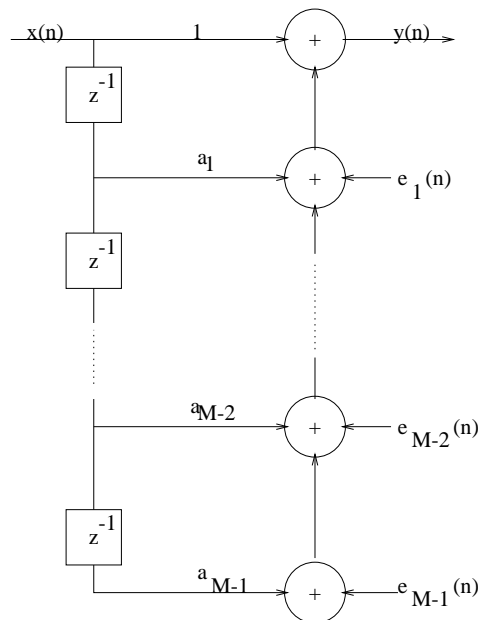 x(n) 1 + y(n)
z^-1
a_1 + e_1(n)
z^-1
a_M-2 + e_M-2(n)
z^-1
a_M-1 + e_M-1(n)